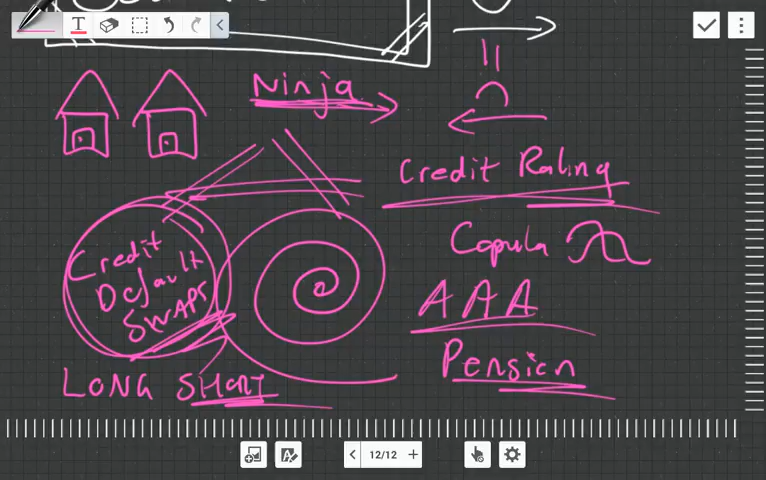 T
Ninja
Credit Rating
Credit
Default
SWAPS
Copula
AAA
LONG SHORT
Pension
12/12